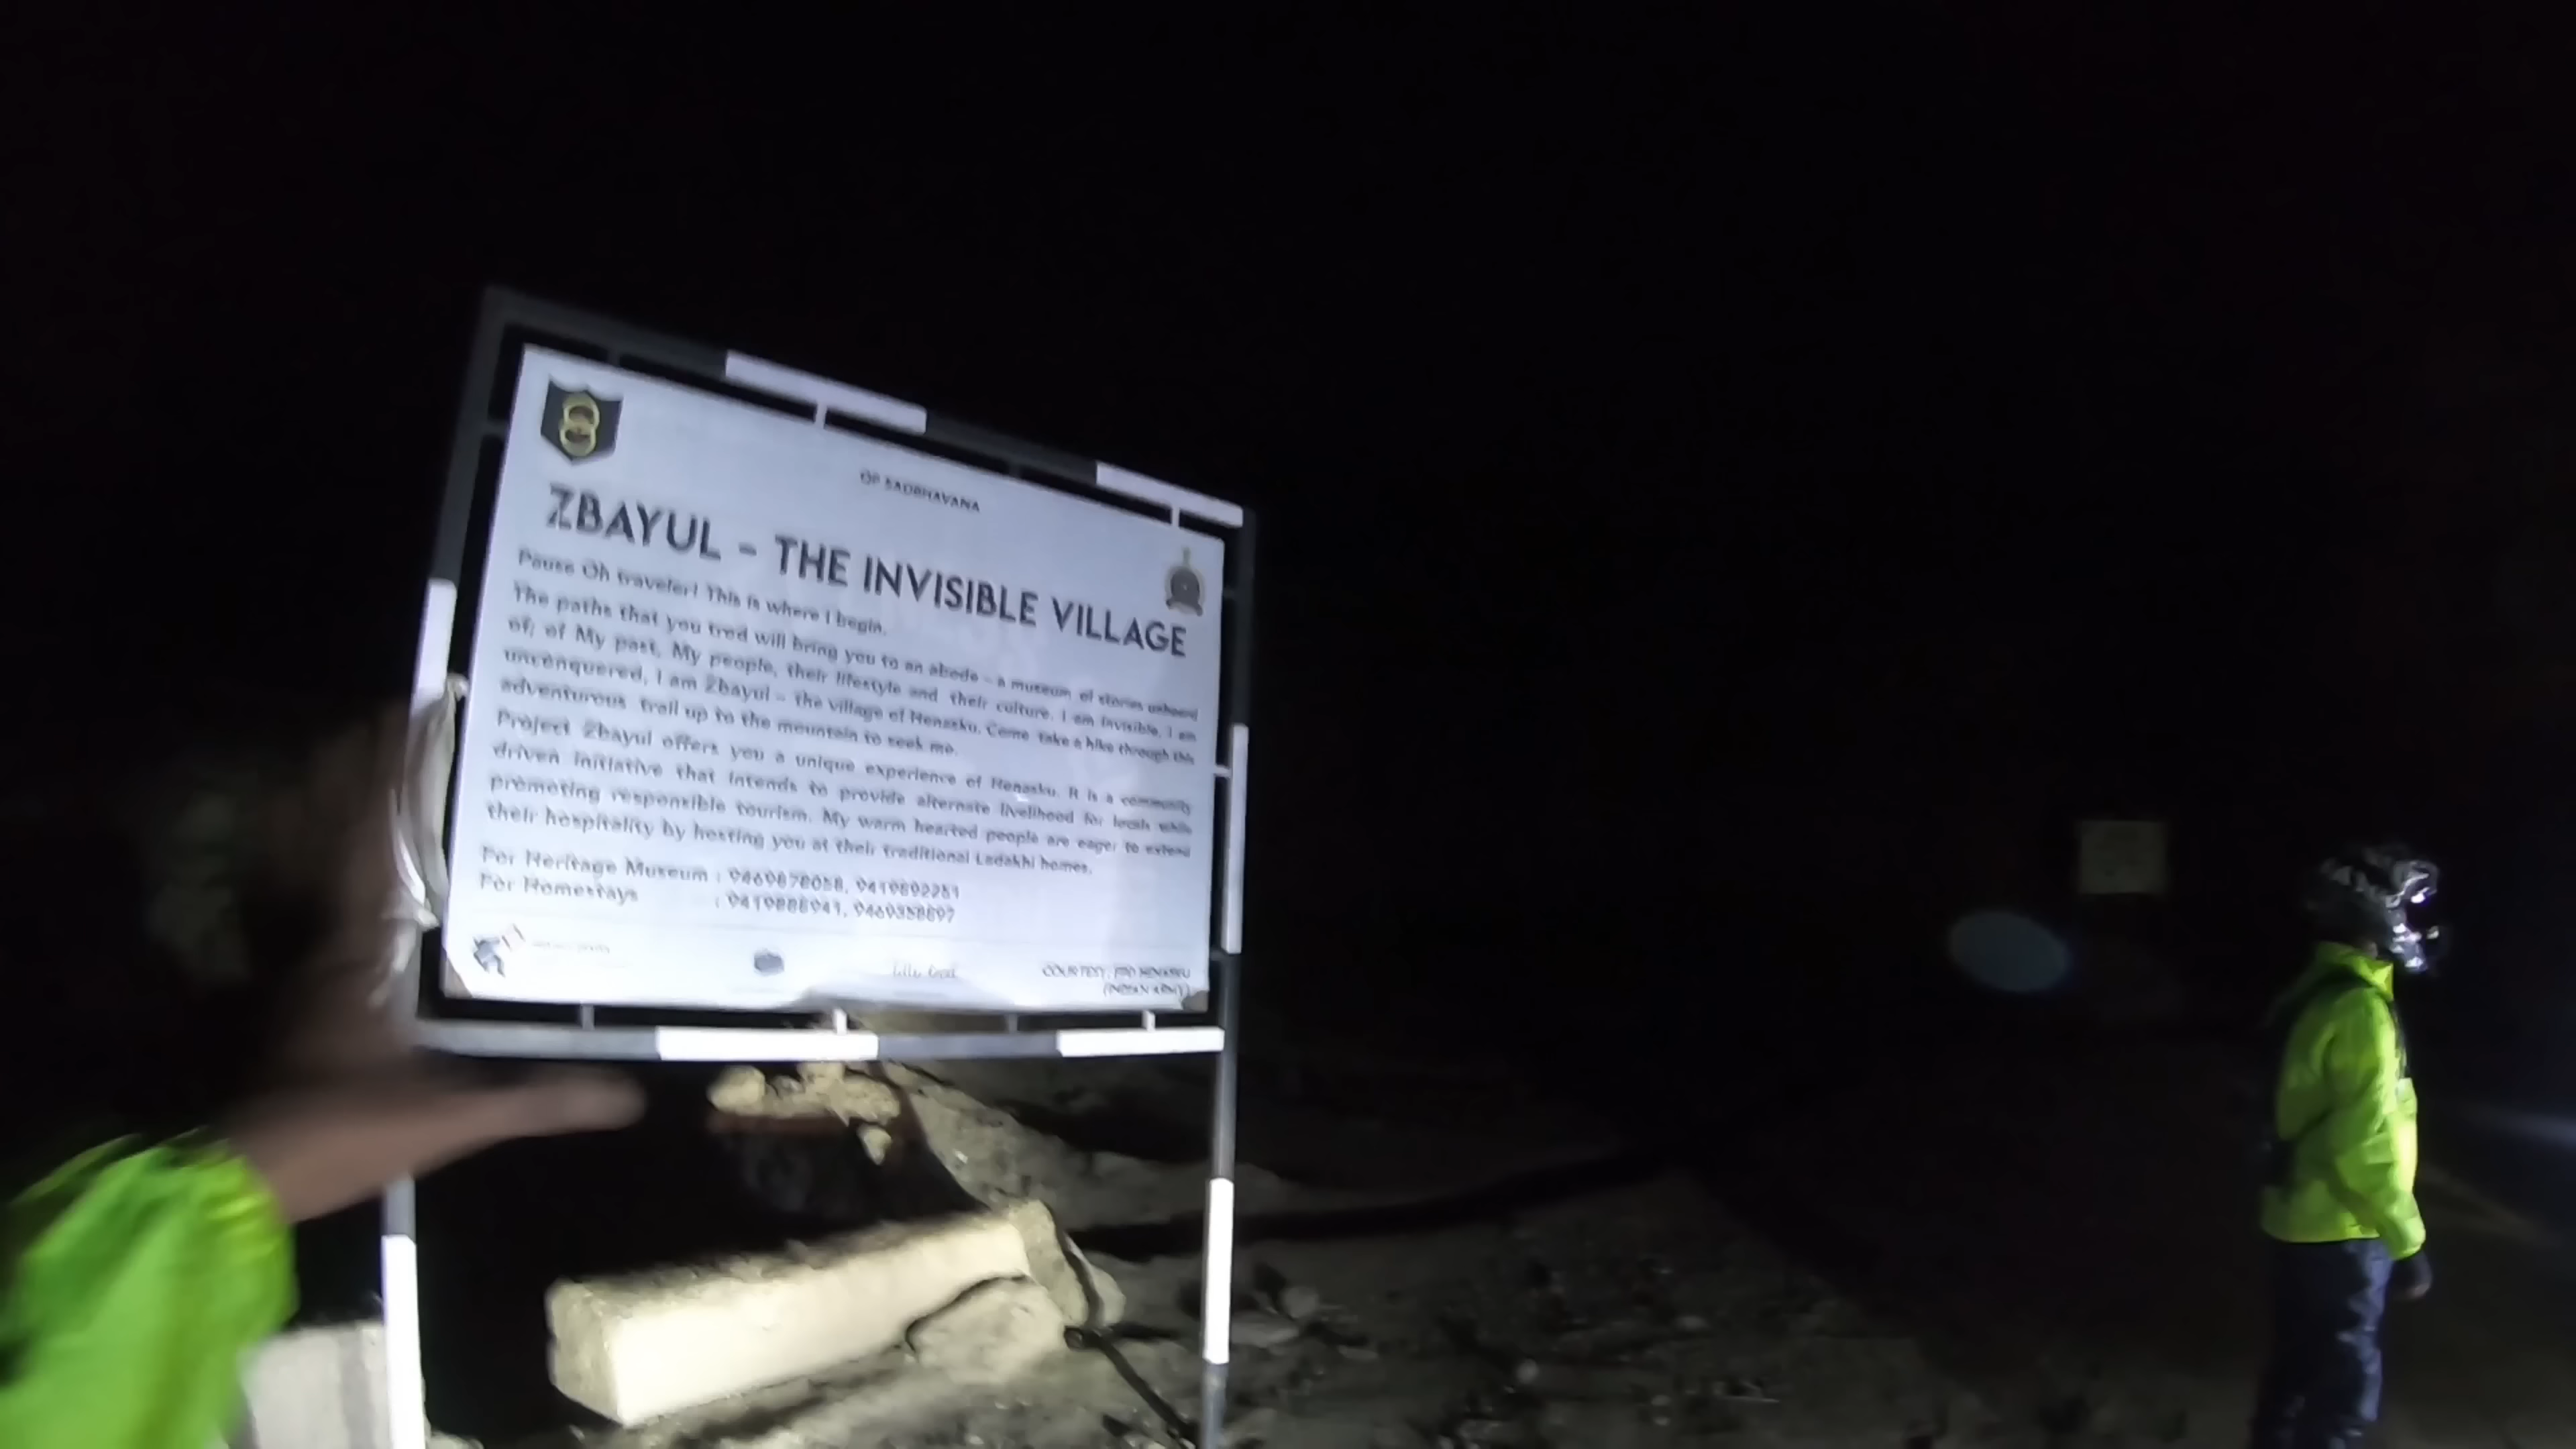 OP SADBHAVANA
ZBAYUL - THE INVISIBLE VILLAGE
Pause Oh traveler! This is where I begin.
The paths that you tred will bring you to an abode - a museum of stories unheard
of; of My past, My people, their lifestyle and their culture. I am Invisible, I am
unconquered, I am Zbayul - the village of Henasku. Come take a hike through this
adventurous trail up to the mountain to seek me.
Project Zbayul offers you a unique experience of Henasku. It is a community
driven initiative that intends to provide alternate livelihood for locals while
promoting responsible tourism. My warm hearted people are eager to extend
their hospitality by hosting you at their traditional Ladakhi homes.
For Heritage Museum : 9469878058, 9419892251
For Homestays : 9419888941, 9469358897
COURTESY: HENASKU
(INDIAN ARMY)